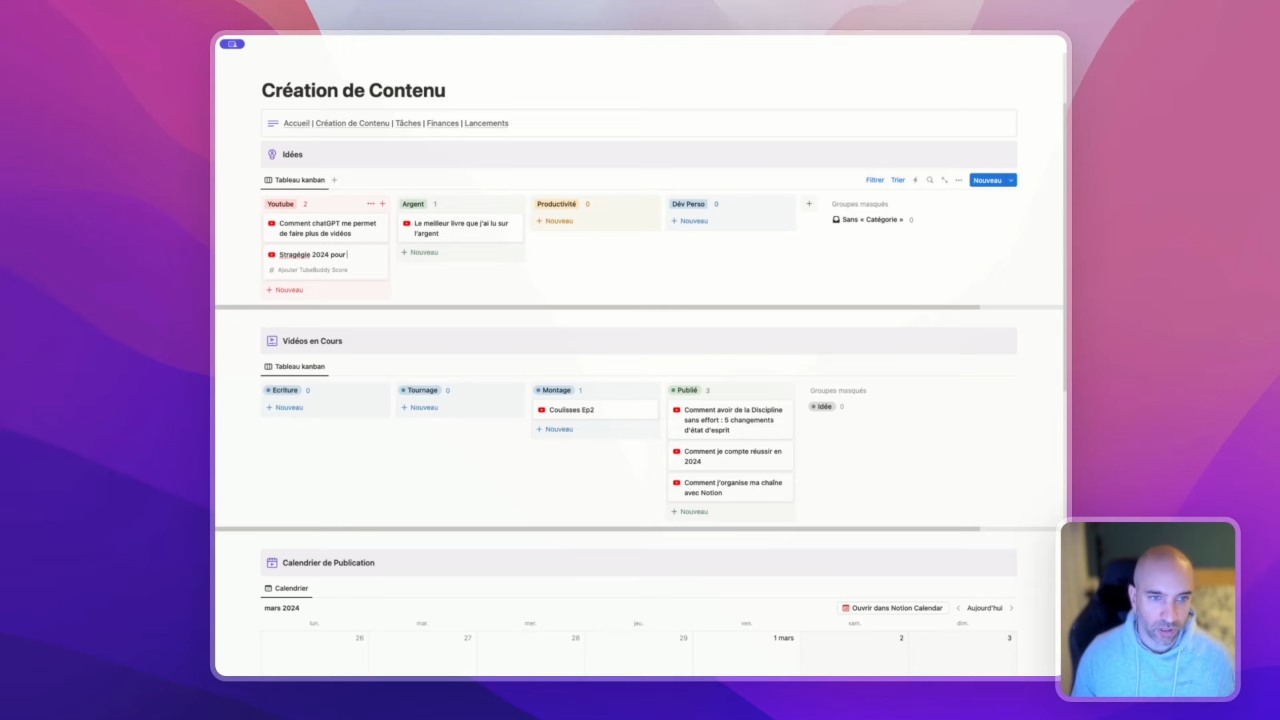 Création de Contenu
Accueil | Création de Contenu | Tâches | Finances | Lancements
Idées
Tableau kanban
Filtrer Trier Nouveau
Youtube 2
Argent 1
Productivité 0
Dév Perso 0
Groupes masqués
Comment chatGPT me permet
de faire plus de vidéos
Le meilleur livre que j'ai lu sur
l'argent
+ Nouveau
+ Nouveau
Sans « Catégorie » 0
Stragégie 2024 pour
# Ajouter TubeBuddy Score
+ Nouveau
+ Nouveau
Vidéos en Cours
Tableau kanban
Ecriture 0
Tournage 0
Montage 1
Publié 3
Groupes masqués
+ Nouveau
+ Nouveau
Coulisses Ep2
+ Nouveau
Comment avoir de la Discipline
sans effort : 5 changements
d'état d'esprit
Idée 0
Comment je compte réussir en
2024
Comment j'organise ma chaîne
avec Notion
+ Nouveau
Calendrier de Publication
Calendrier
mars 2024
Ouvrir dans Notion Calendar
< Aujourd'hui >
lun. mar. mer. jeu. ven. sam. dim.
26 27 28 29 1 mars 2 3